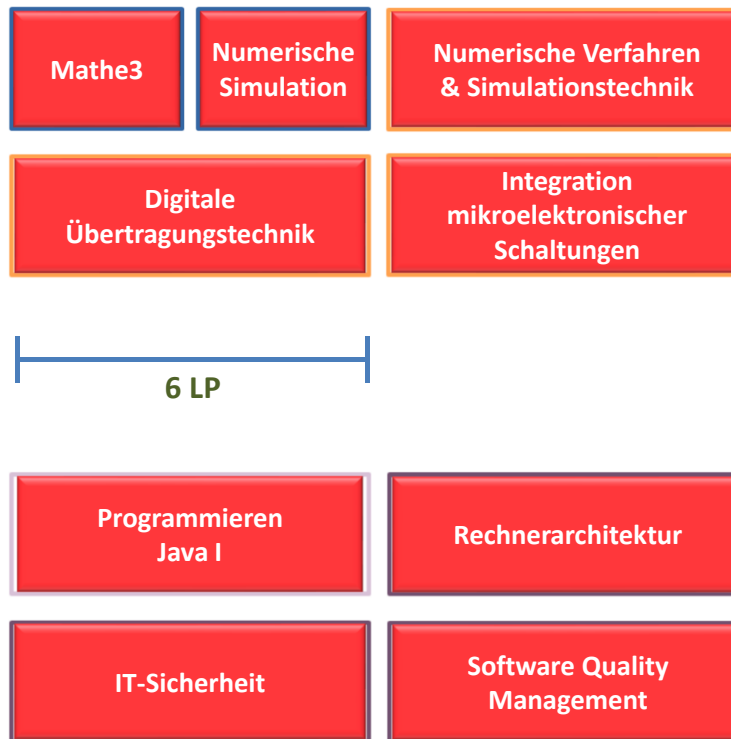 Mathe3
Numerische
Simulation
Numerische Verfahren
& Simulationstechnik
Digitale
Übertragungstechnik
Integration
mikroelektronischer
Schaltungen
6 LP
Programmieren
Java I
Rechnerarchitektur
IT-Sicherheit
Software Quality
Management